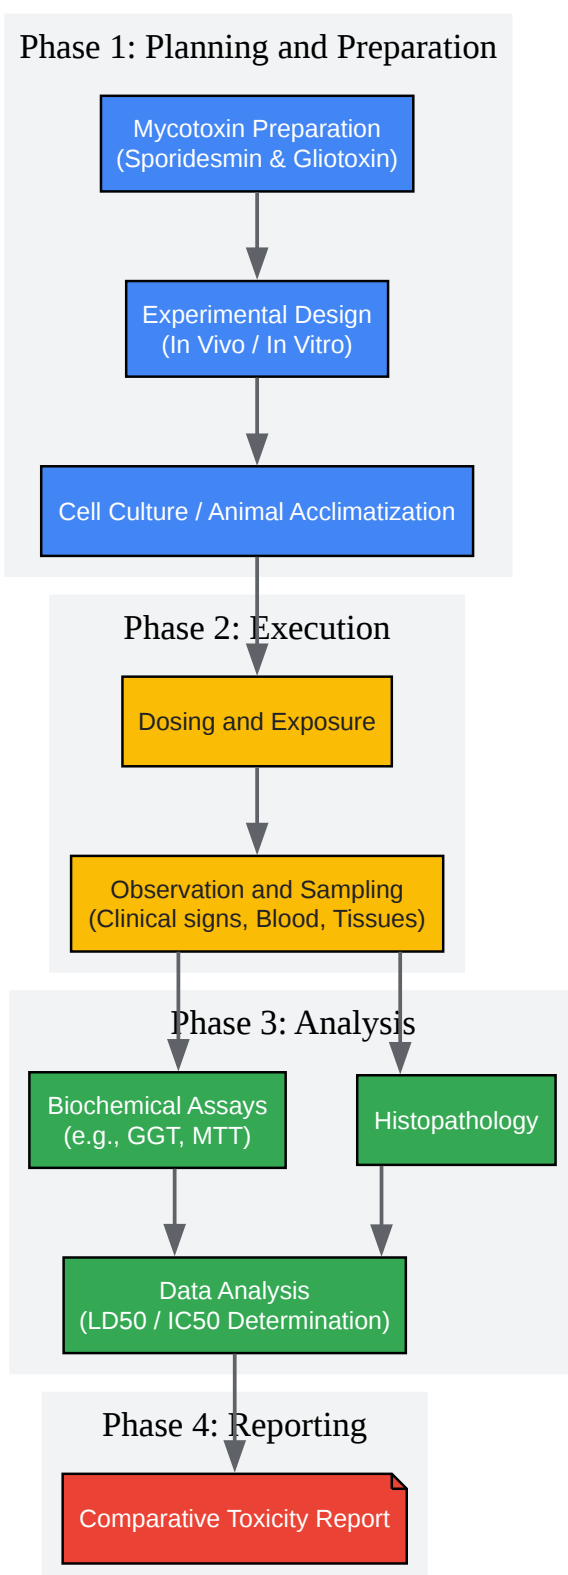 Phase 1: Planning and Preparation
Mycotoxin Preparation
(Sporidesmin & Gliotoxin)
Experimental Design
(In Vivo / In Vitro)
Cell Culture / Animal Acclimatization
Phase 2: Execution
Dosing and Exposure
Observation and Sampling
(Clinical signs, Blood, Tissues)
Phase 3: Analysis
Biochemical Assays
(e.g., GGT, MTT)
Histopathology
Data Analysis
(LD50 / IC50 Determination)
Phase 4: Reporting
Comparative Toxicity Report